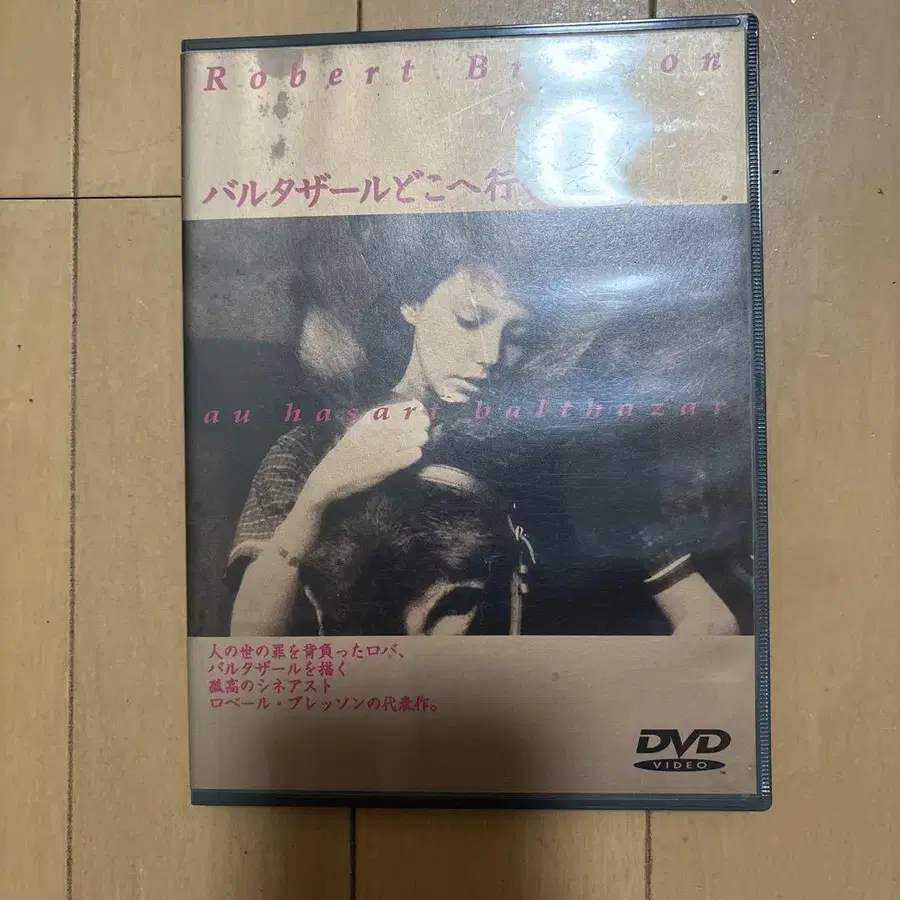 Robert
バルタザールどこへ行
au balthazar
人の世の罪を背負ったロバ、
バルタザールを描く
孤高のシネアスト
ロベール・ブレッソンの代表作。
DVD
VIDEO